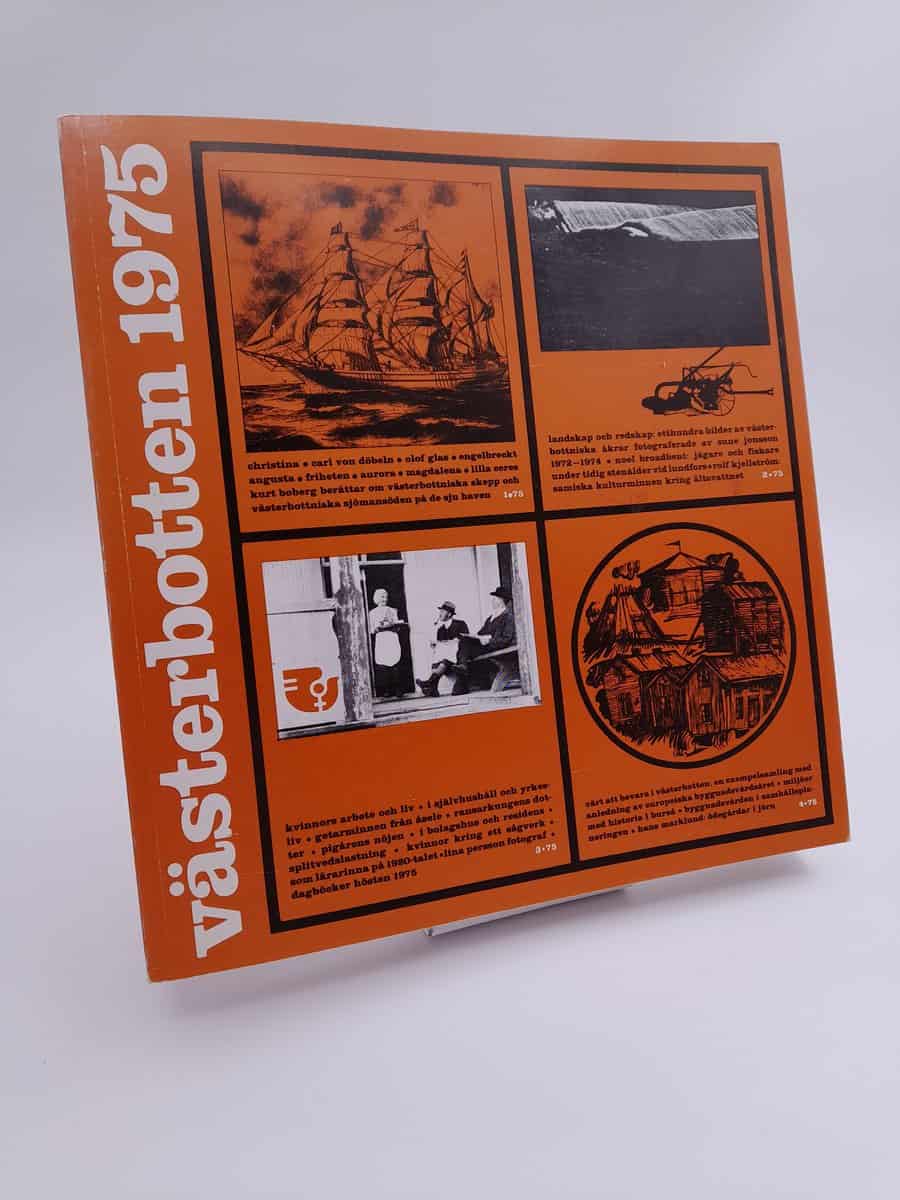 västerbotten 1975
christina • carl von döbeln • olof glas • engelbreckt
augusta • friheten • aurora • magdalena • lilla ceres
kurt boberg berättar om västerbottniska skepp och
västerbottniska sjömansöden på de sju haven 1•75
landskap och redskap: etthundra bilder av väster-
bottniska åkrar fotograferade av sune jonsson
1972–1974 • noel broadbent: jägare och fiskare
under tidig stenålder vid lundfors • rolf kjellström:
samiska kulturminnen kring ältsvattnet 2•75
kvinnors arbete och liv • i självhushåll och yrkes-
liv • getarminnen från åsele • vansarkungens dot-
ter • pigårens nöjen • i bolagshus och residens •
splitvedslastning • kvinnor kring ett sågverk •
som lärarinna på 1920-talet • lina persson fotograf •
dagböcker hösten 1975 3•75
värt att bevara i västerbotten, en exempelsamling med
anledning av europeiska byggnadsvårdsåret • miljöer
med historia i bureå • byggnadsvården i samhällspla-
neringen • hans marklund: ödegårdar i jörn 4•75